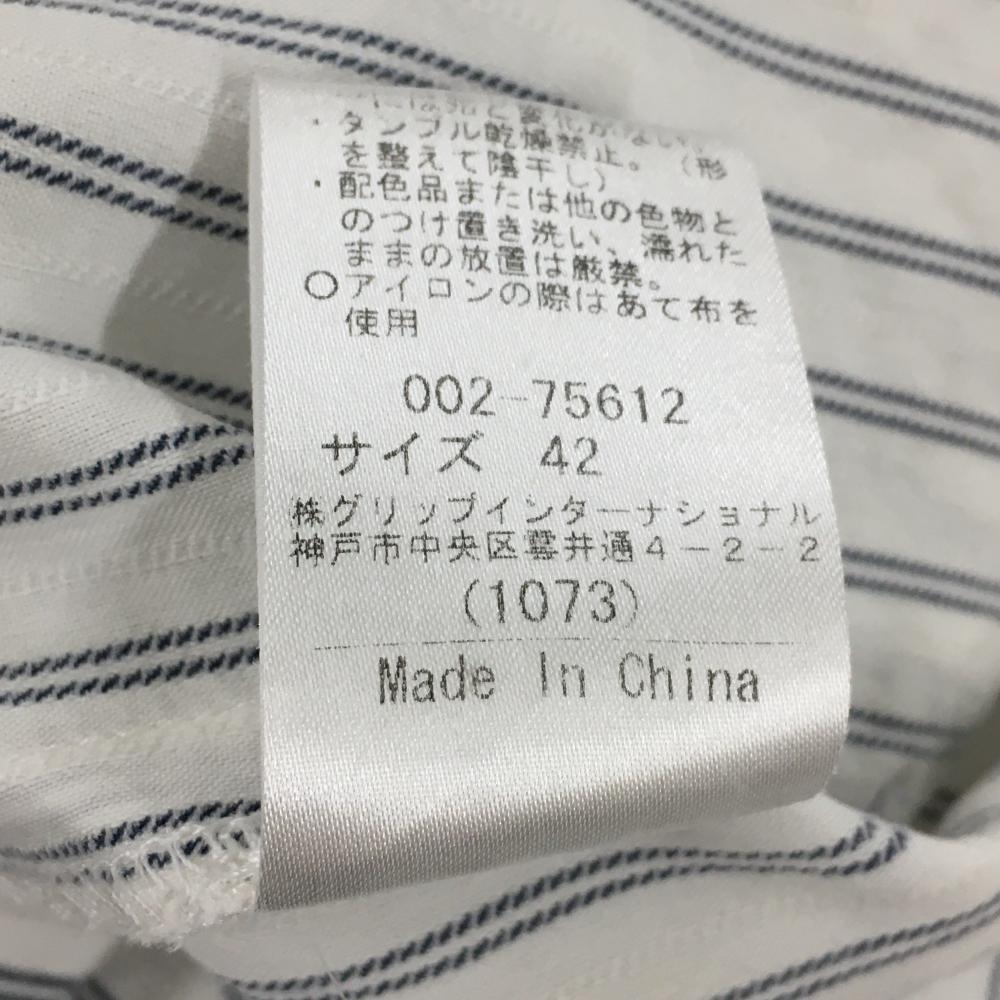 ・タンブル乾燥禁止。（形
を整えて陰干し）
・配色品または他の色物と
のつけ置き洗い、濡れた
ままの放置は厳禁。
○アイロンの際はあて布を
使用
002-75612
サイズ 42
㈱グリップインターナショナル
神戸市中央区雲井通4-2-2
(1073)
Made In China